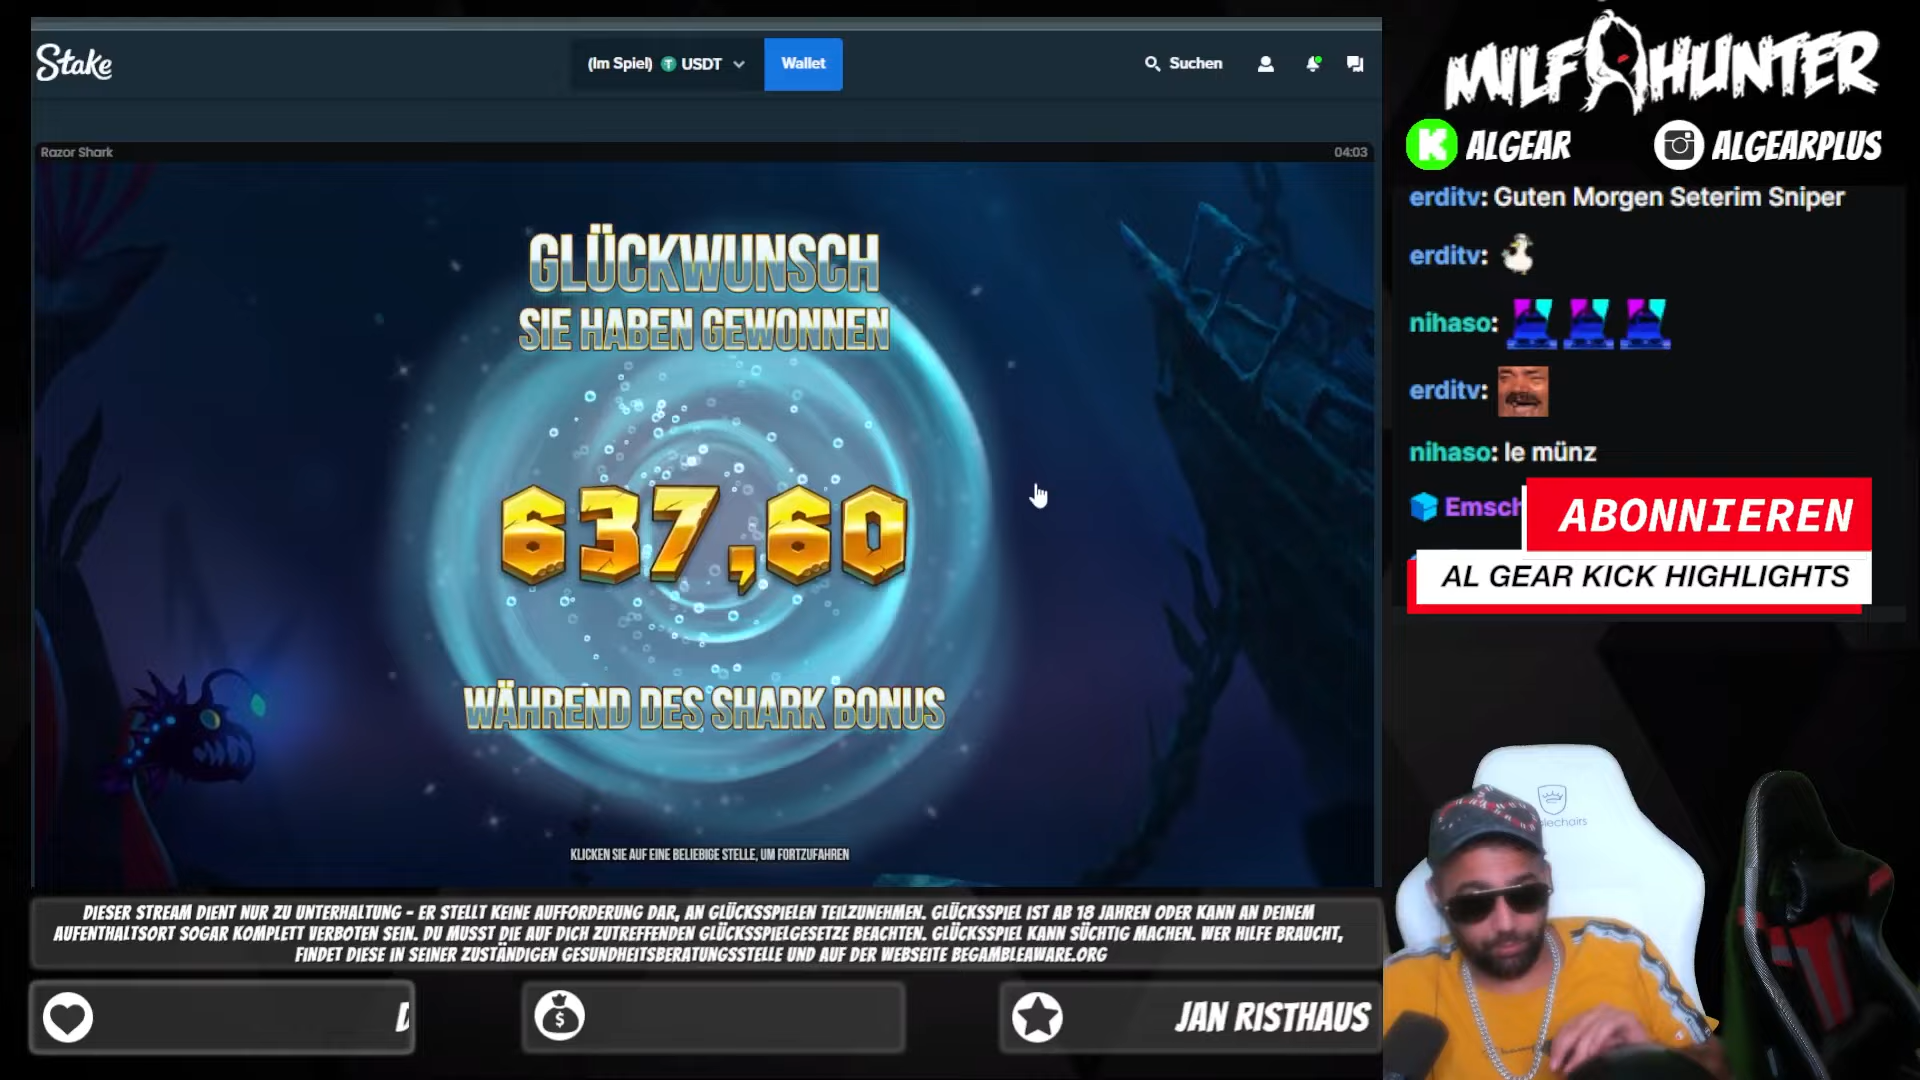 Stake
(Im Spiel) USDT
Wallet
Suchen
Razor Shark
04:03
GLÜCKWUNSCH
SIE HABEN GEWONNEN
637,60
WÄHREND DES SHARK BONUS
KLICKEN SIE AUF EINE BELIEBIGE STELLE, UM FORTZUFAHREN
MILF HUNTER
ALGEAR
ALGEARPLUS
erditv: Guten Morgen Seterim Sniper
erditv:
nihaso:
erditv:
nihaso: le münz
Emsch
ABONNIEREN
AL GEAR KICK HIGHLIGHTS
DIESER STREAM DIENT NUR ZU UNTERHALTUNG - ER STELLT KEINE AUFFORDERUNG DAR, AN GLÜCKSSPIELEN TEILZUNEHMEN. GLÜCKSSPIEL IST AB 18 JAHREN ODER KANN AN DEINEM
AUFENTHALTSORT SOGAR KOMPLETT VERBOTEN SEIN. DU MUSST DIE AUF DICH ZUTREFFENDEN GLÜCKSSPIELGESETZE BEACHTEN. GLÜCKSSPIEL KANN SÜCHTIG MACHEN. WER HILFE BRAUCHT,
FINDET DIESE IN SEINER ZUSTÄNDIGEN GESUNDHEITSBERATUNGSSTELLE UND AUF DER WEBSEITE BEGAMBLEAWARE.ORG
JAN RISTHAUS